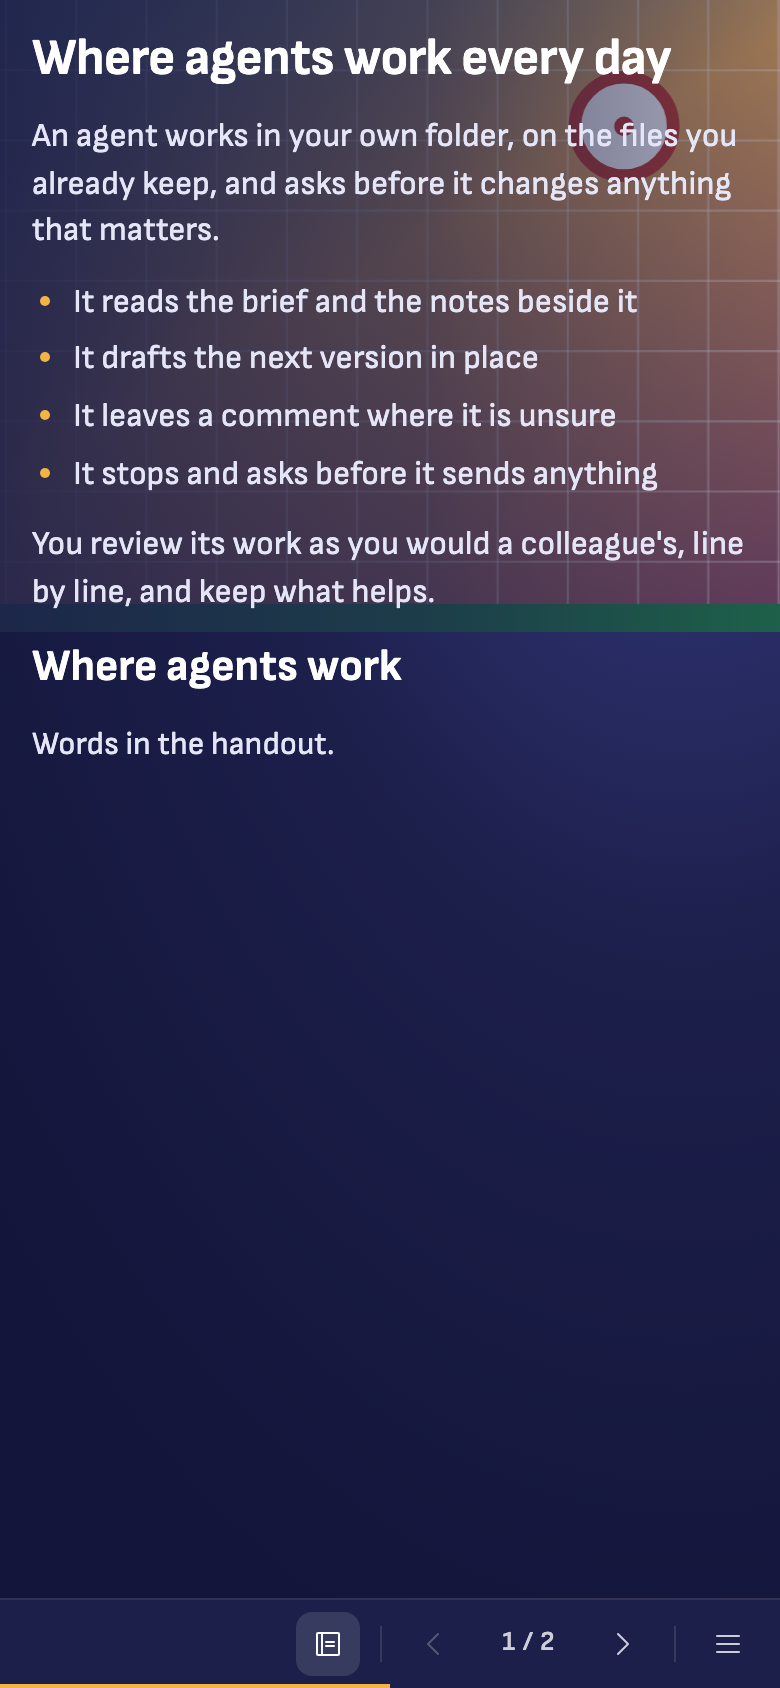 Where agents work every day
An agent works in your own folder, on the files you
already keep, and asks before it changes anything
that matters.
It reads the brief and the notes beside it
It drafts the next version in place
It leaves a comment where it is unsure
It stops and asks before it sends anything
You review its work as you would a colleague's, line
by line, and keep what helps.
Where agents work
Words in the handout.
1 / 2